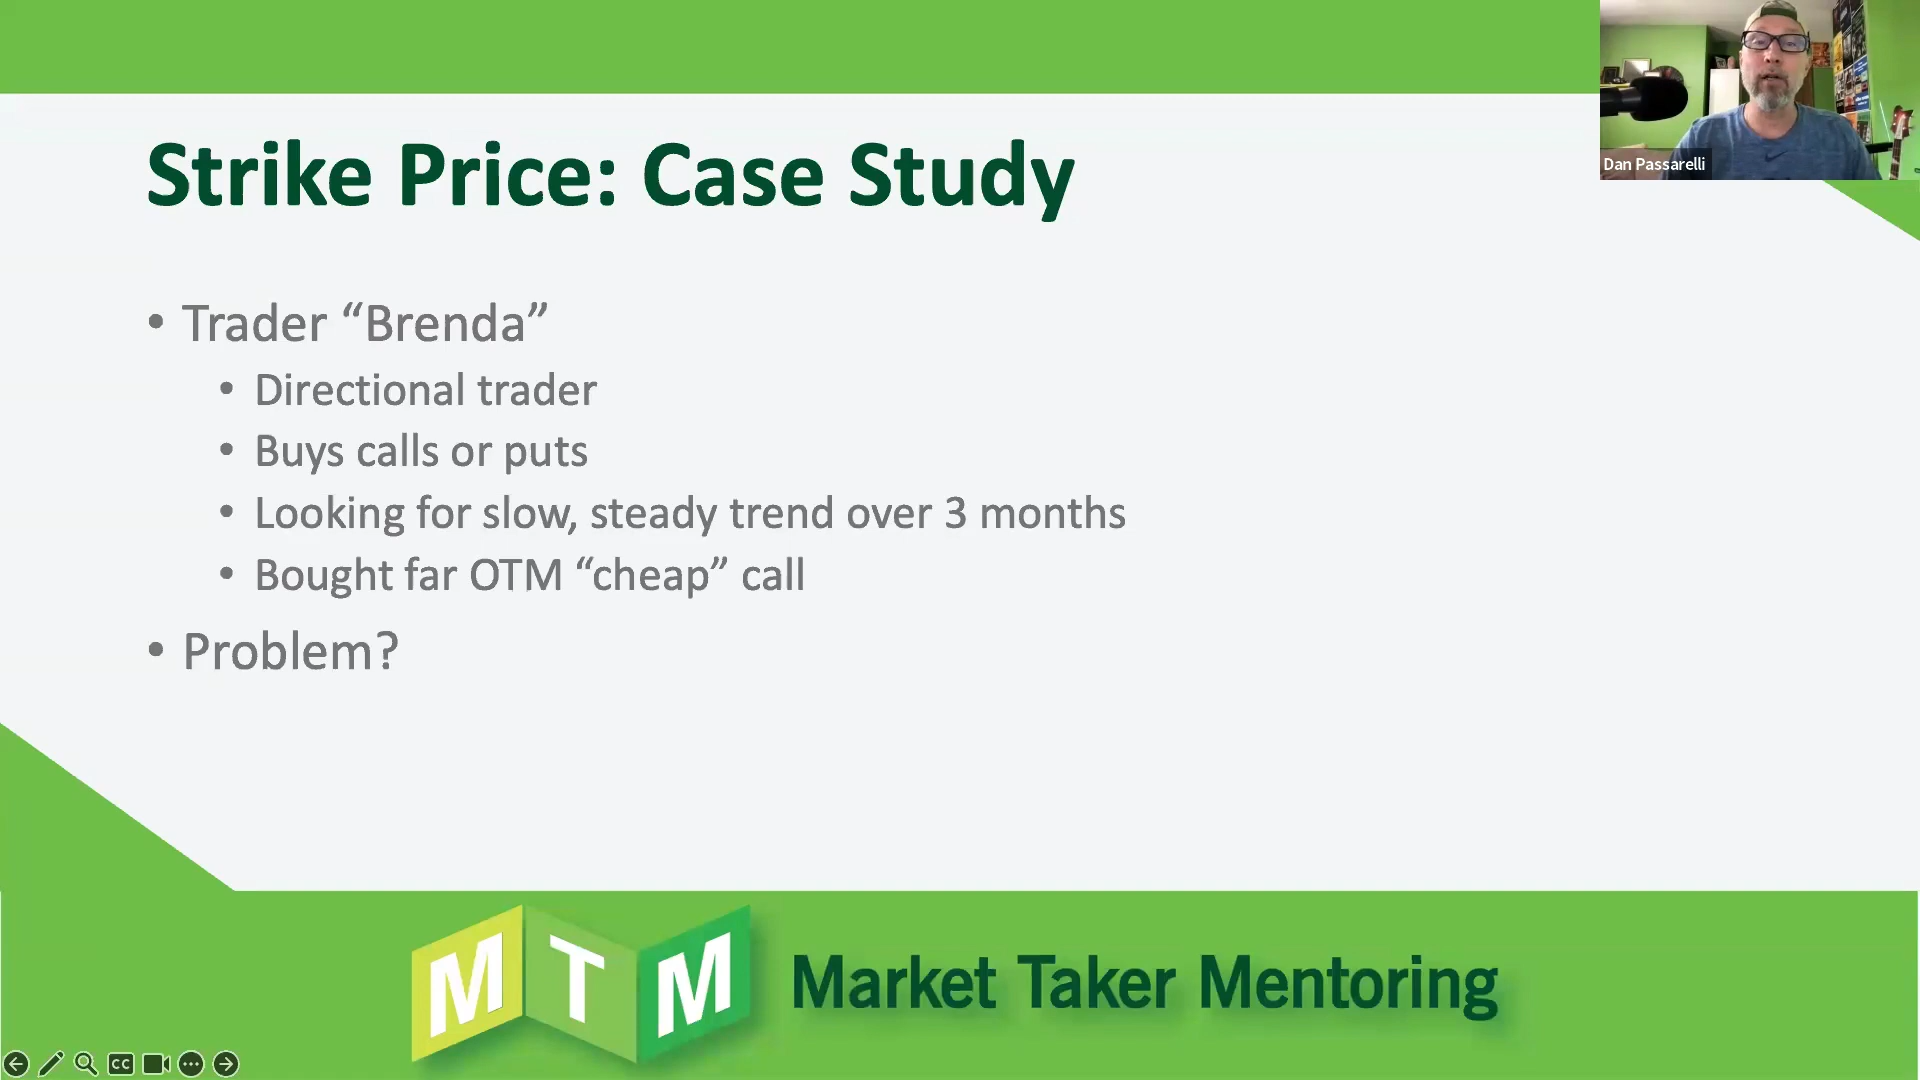 Dan Passarelli
Strike Price: Case Study
• Trader “Brenda”
• Directional trader
• Buys calls or puts
• Looking for slow, steady trend over 3 months
• Bought far OTM “cheap” call
• Problem?
MTM Market Taker Mentoring
CC